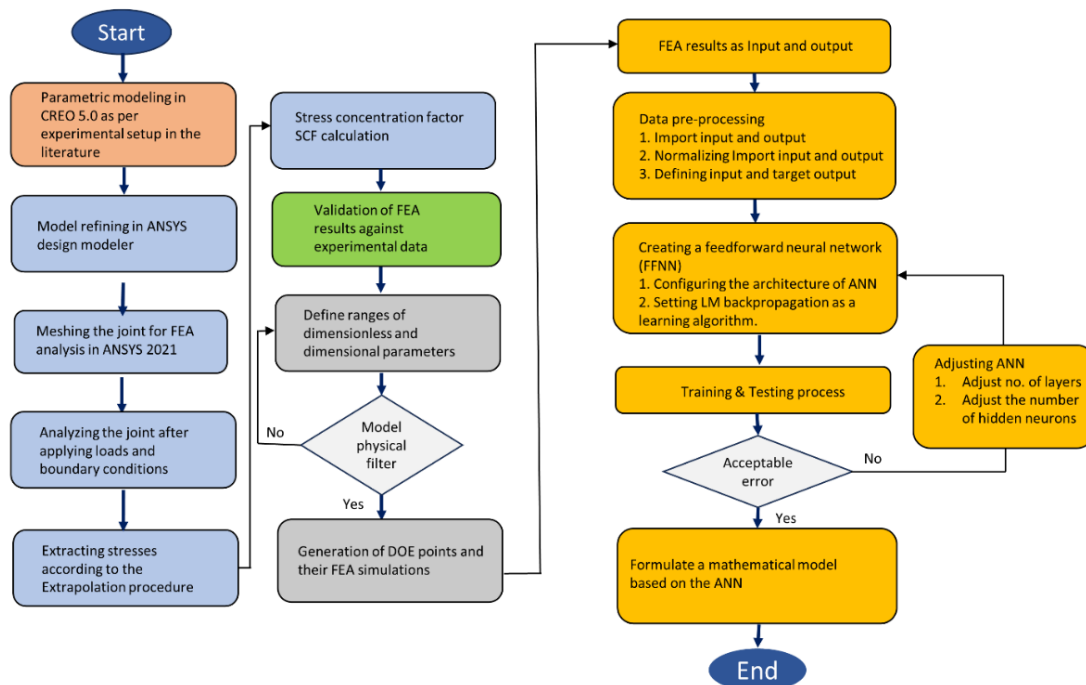 Start
Parametric modeling in
CREO 5.0 as per
experimental setup in the
literature
Model refining in ANSYS
design modeler
Meshing the joint for FEA
analysis in ANSYS 2021
Analyzing the joint after
applying loads and
boundary conditions
Extracting stresses
according to the
Extrapolation procedure
Stress concentration factor
SCF calculation
Validation of FEA
results against
experimental data
Define ranges of
dimensionless and
dimensional parameters
No
Model
physical
filter
Yes
Generation of DOE points and
their FEA simulations
FEA results as Input and output
Data pre-processing
1. Import input and output
2. Normalizing Import input and output
3. Defining input and target output
Creating a feedforward neural network
(FFNN)
1. Configuring the architecture of ANN
2. Setting LM backpropagation as a
learning algorithm.
Training & Testing process
Acceptable
error
No
Adjusting ANN
1. Adjust no. of layers
2. Adjust the number
of hidden neurons
Yes
Formulate a mathematical model
based on the ANN
End